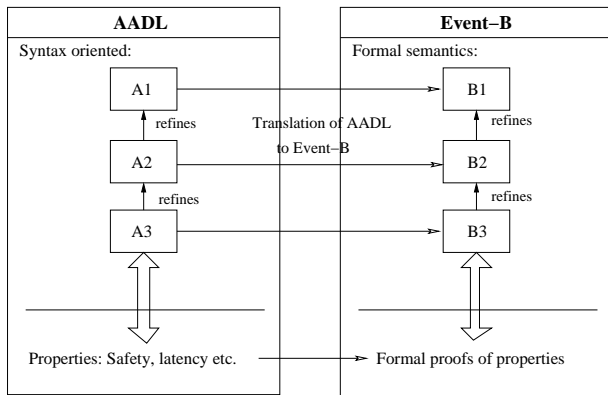 AADL
Event−B
Syntax oriented:
Formal semantics:
A1
B1
refines
refines
Translation of AADL
to Event−B
A2
B2
refines
refines
A3
B3
Properties: Safety, latency etc.
Formal proofs of properties